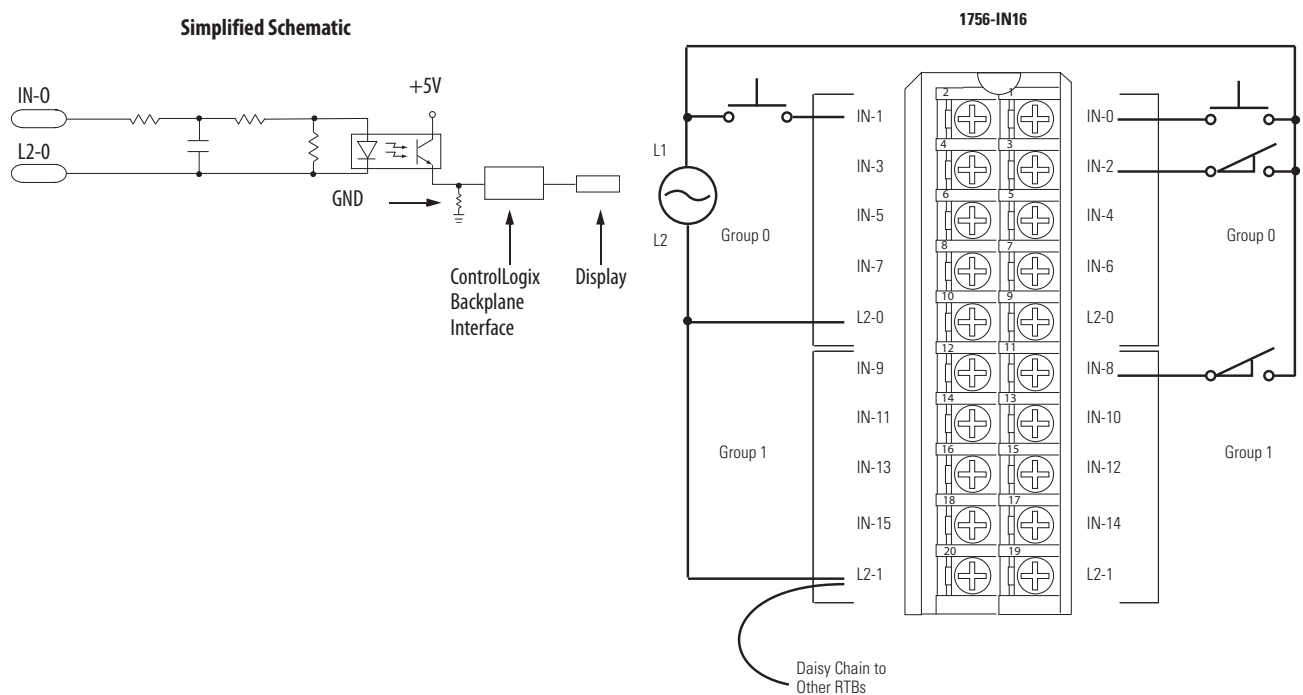 Simplified Schematic
IN-0
L2-0
+5V
GND
ControlLogix
Backplane
Interface
Display
1756-IN16
L1
L2
IN-1
IN-3
IN-5
Group 0
IN-7
L2-0
IN-9
IN-11
Group 1
IN-13
IN-15
L2-1
2 1
4 3
6 5
8 7
10 9
12 11
14 13
16 15
18 17
20 19
IN-0
IN-2
IN-4
Group 0
IN-6
L2-0
IN-8
IN-10
Group 1
IN-12
IN-14
L2-1
Daisy Chain to
Other RTBs